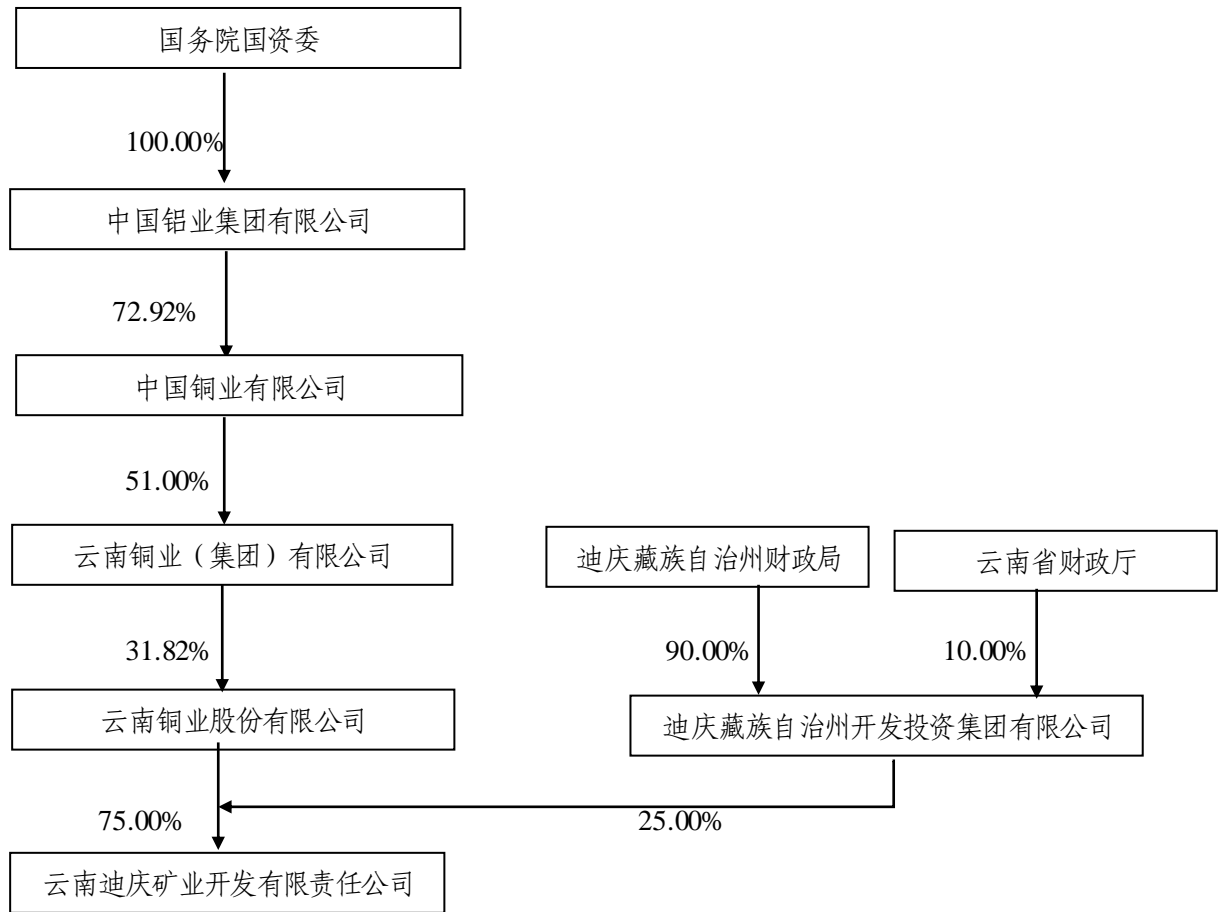 国务院国资委
100.00%
中国铝业集团有限公司
72.92%
中国铜业有限公司
51.00%
云南铜业（集团）有限公司
迪庆藏族自治州财政局
云南省财政厅
31.82%
90.00%
10.00%
云南铜业股份有限公司
迪庆藏族自治州开发投资集团有限公司
75.00%
25.00%
云南迪庆矿业开发有限责任公司